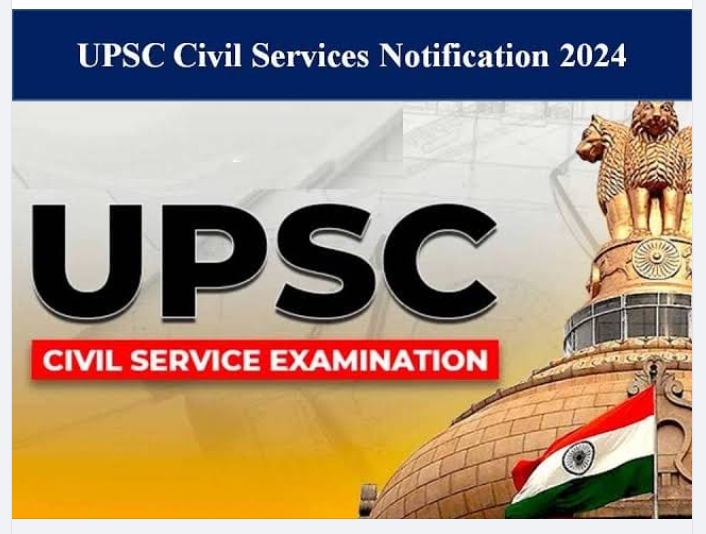 UPSC Civil Services Notification 2024
UPSC
CIVIL SERVICE EXAMINATION